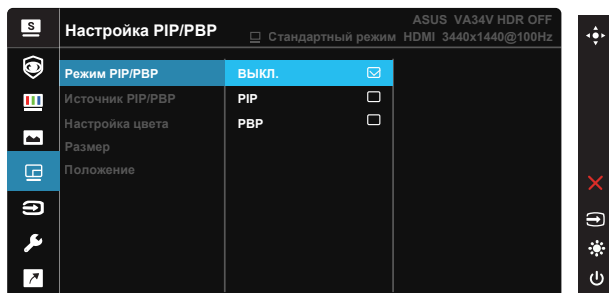 S
Настройка PIP/PBP
ASUS VA34V HDR OFF
Стандартный режим HDMI 3440x1440@100Hz
Режим PIP/PBP
ВЫКЛ.
Источник PIP/PBP
PIP
Настройка цвета
PBP
Размер
Положение